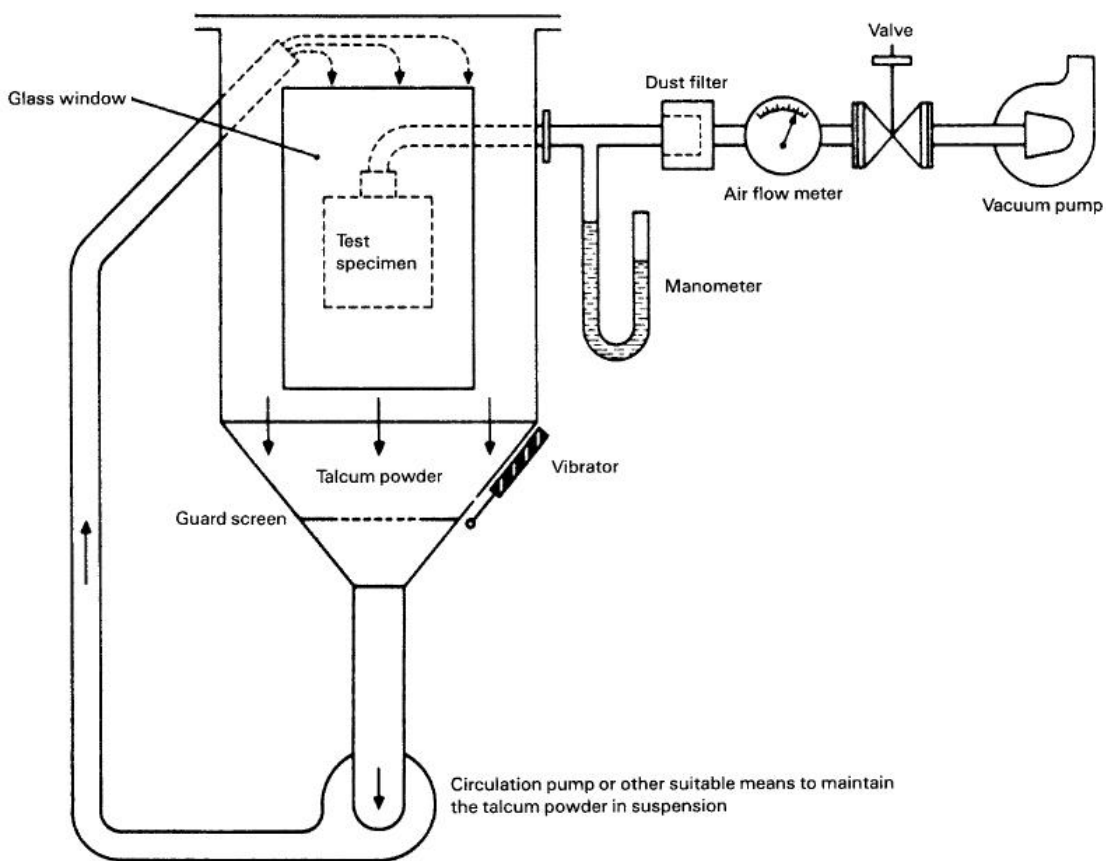 Valve
Glass window
Dust filter
Air flow meter
Vacuum pump
Test
specimen
Manometer
Talcum powder
Vibrator
Guard screen
Circulation pump or other suitable means to maintain
the talcum powder in suspension